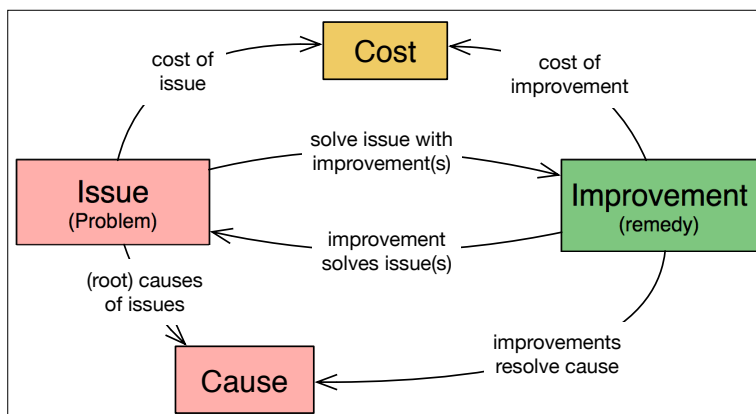 Cost
cost of
issue
cost of
improvement
solve issue with
improvement(s)
Issue
(Problem)
Improvement
(remedy)
improvement
solves issue(s)
(root) causes
of issues
improvements
resolve cause
Cause